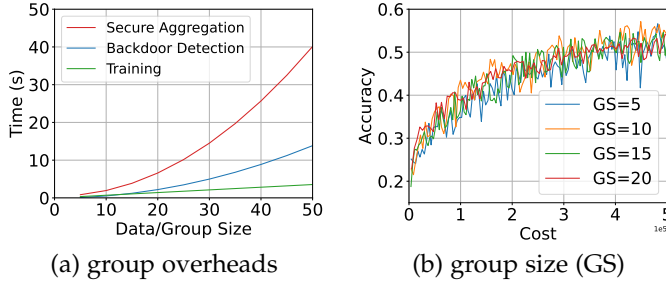 50
40
30
20
10
0
Time (s)
Secure Aggregation
Backdoor Detection
Training
0 10 20 30 40 50
Data/Group Size
(a) group overheads
0.6
0.5
0.4
0.3
0.2
Accuracy
GS=5
GS=10
GS=15
GS=20
0 1 2 3 4 5
1e5
Cost
(b) group size (GS)